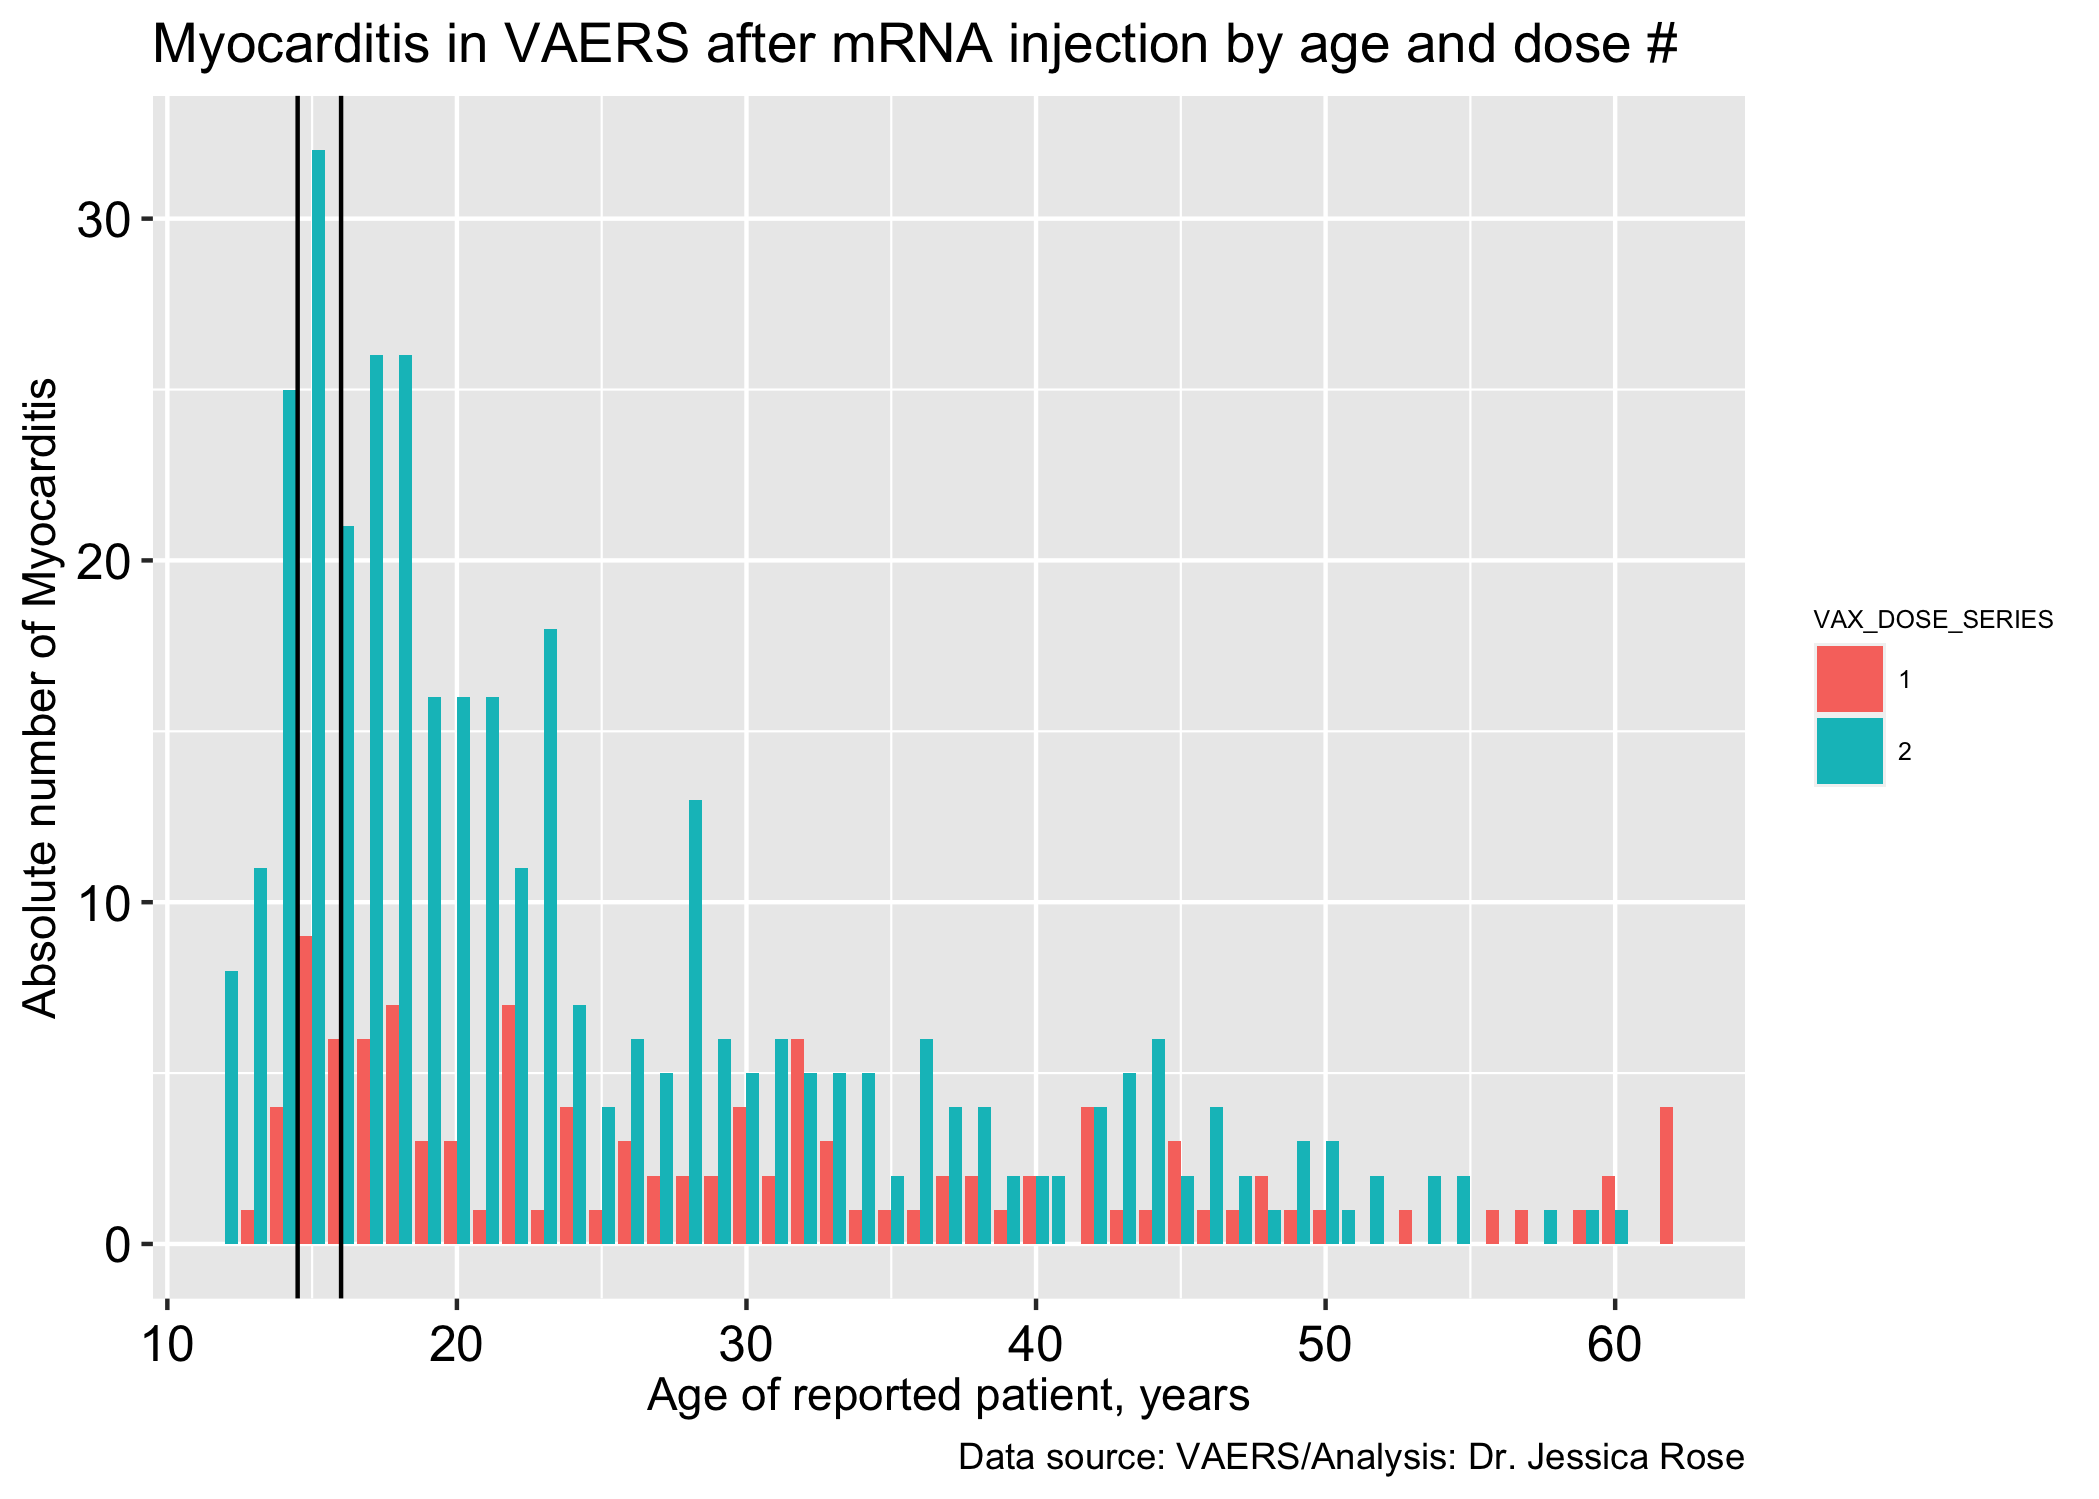 Myocarditis in VAERS after mRNA injection by age and dose #
Absolute number of Myocarditis
30
20
10
0
10 20 30 40 50 60
Age of reported patient, years
VAX_DOSE_SERIES
1
2
Data source: VAERS/Analysis: Dr. Jessica Rose